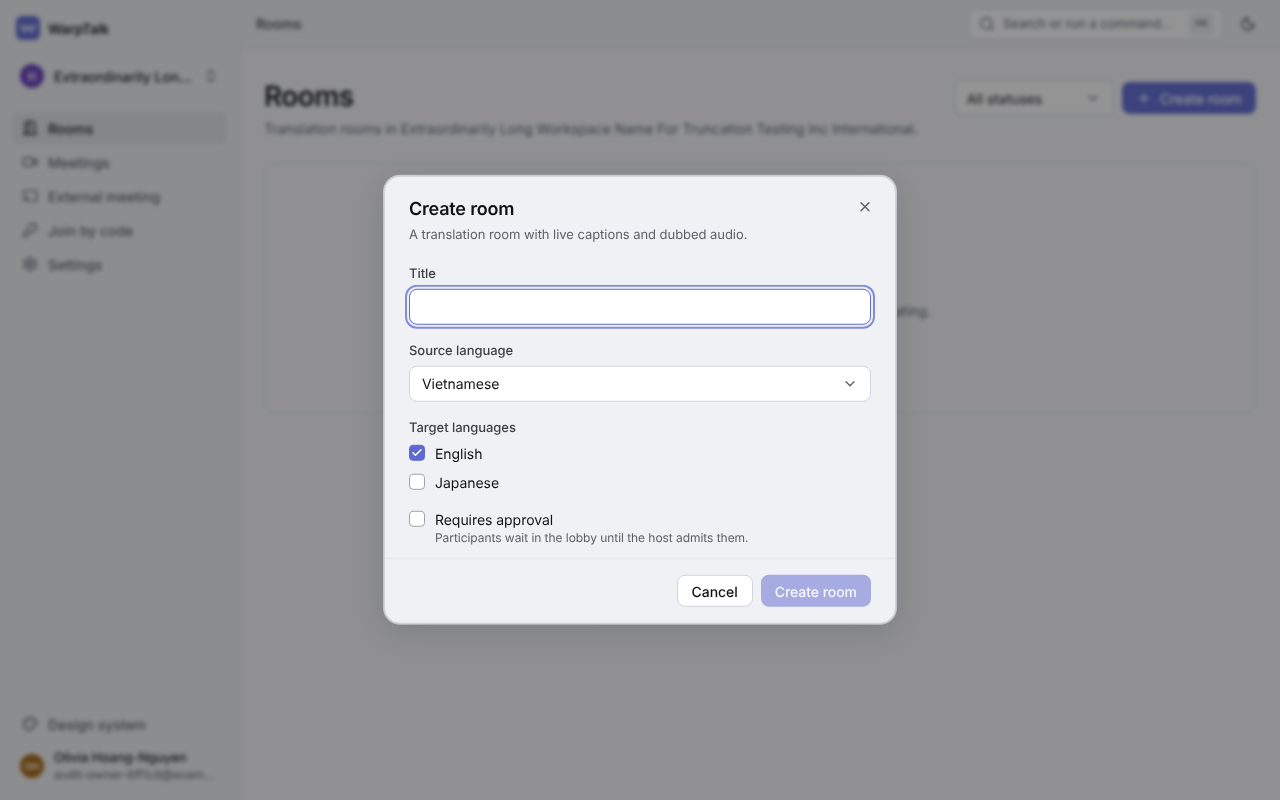 WarpTalk
Rooms
Search or run a command...
Extraordinarily Lon...
Rooms
All statuses
Create room
Translation rooms in Extraordinarily Long Workspace Name For Truncation Testing Inc International.
Rooms
Meetings
External meeting
Join by code
Settings
Create room
A translation room with live captions and dubbed audio.
Title
Source language
Vietnamese
Target languages
English
Japanese
Requires approval
Participants wait in the lobby until the host admits them.
Cancel
Create room
Design system
Olivia Hoang-Nguyen